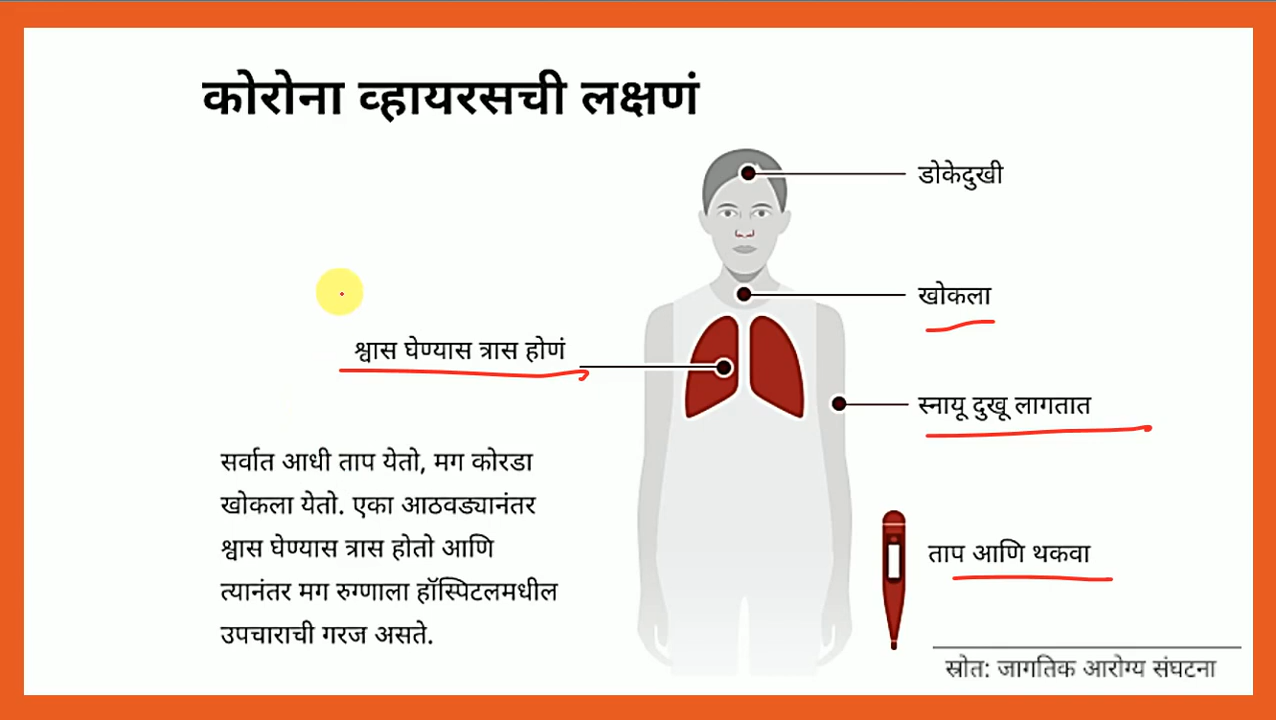 कोरोना व्हायरसची लक्षणं
डोकेदुखी
खोकला
श्वास घेण्यास त्रास होणं
स्नायू दुखू लागतात
सर्वात आधी ताप येतो, मग कोरडा
खोकला येतो. एका आठवड्यानंतर
श्वास घेण्यास त्रास होतो आणि
त्यानंतर मग रुग्णाला हॉस्पिटलमधील
उपचाराची गरज असते.
ताप आणि थकवा
स्रोत: जागतिक आरोग्य संघटना